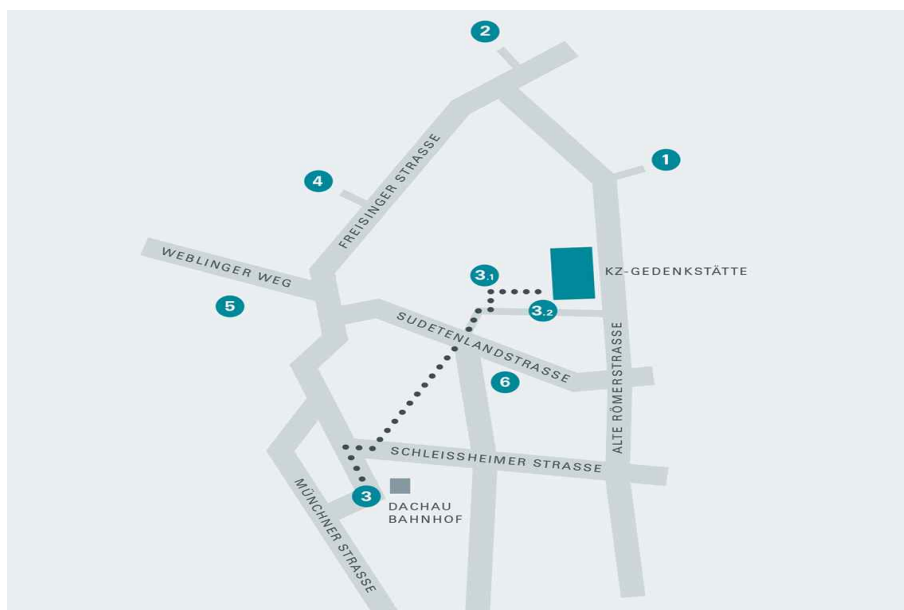 2
1
4
FREISINGER STRASSE
WEBLINGER WEG
3.1
KZ-GEDENKSTÄTTE
5
3.2
SUDETENLANDSTRASSE
6
ALTE RÖMERSTRASSE
SCHLEISSHEIMER STRASSE
3
DACHAU
BAHNHOF
MÜNCHNER STRASSE